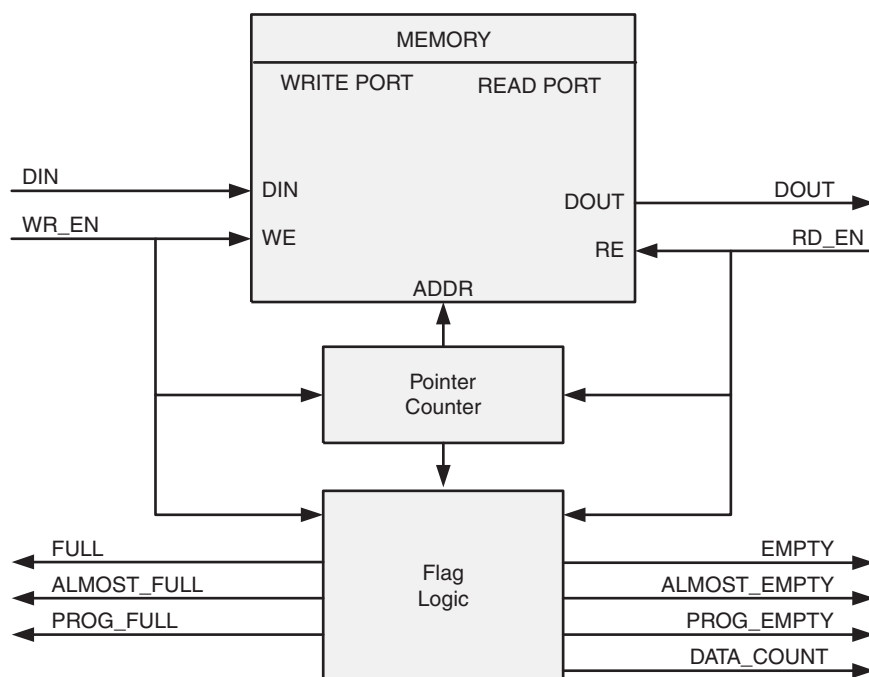 MEMORY
WRITE PORT
READ PORT
DIN
DIN
DOUT
DOUT
WR_EN
WE
RE
RD_EN
ADDR
Pointer
Counter
FULL
EMPTY
Flag
Logic
ALMOST_FULL
ALMOST_EMPTY
PROG_FULL
PROG_EMPTY
DATA_COUNT